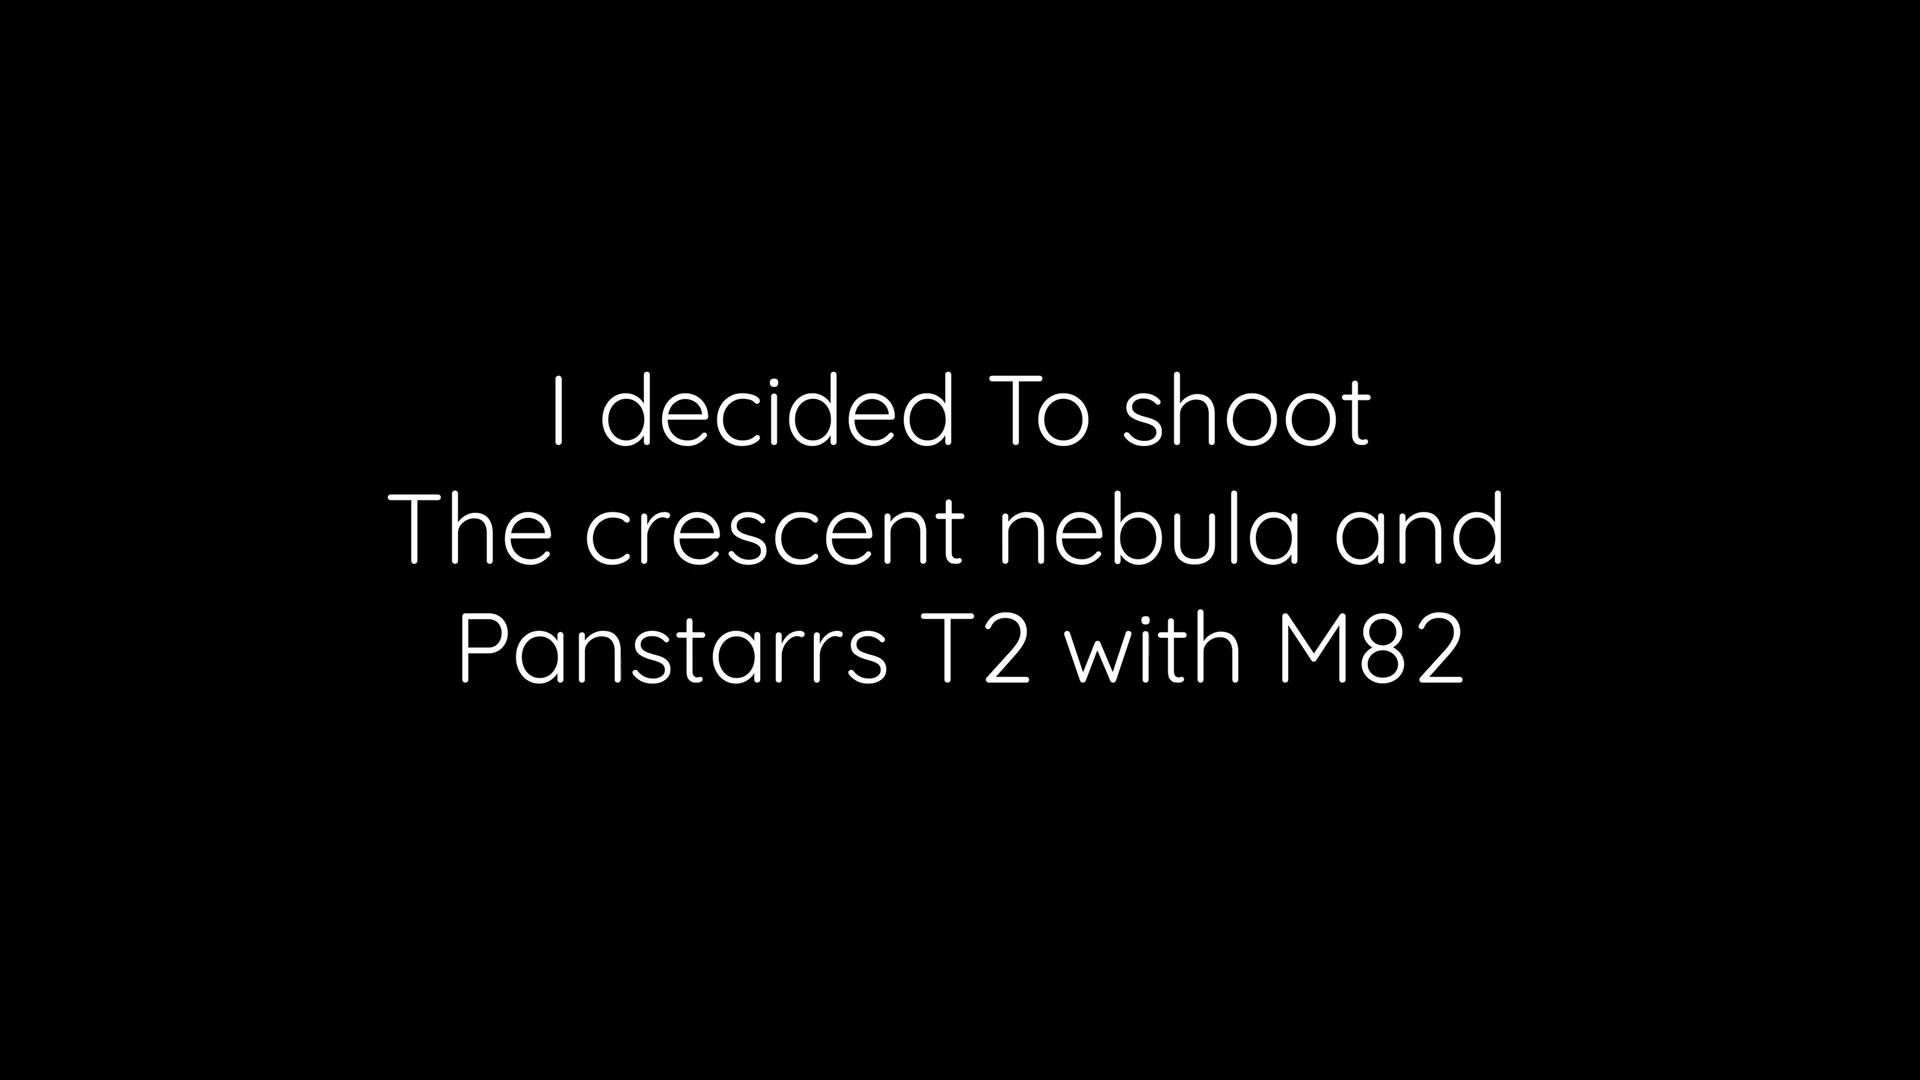 I decided To shoot
The crescent nebula and
Panstarrs T2 with M82